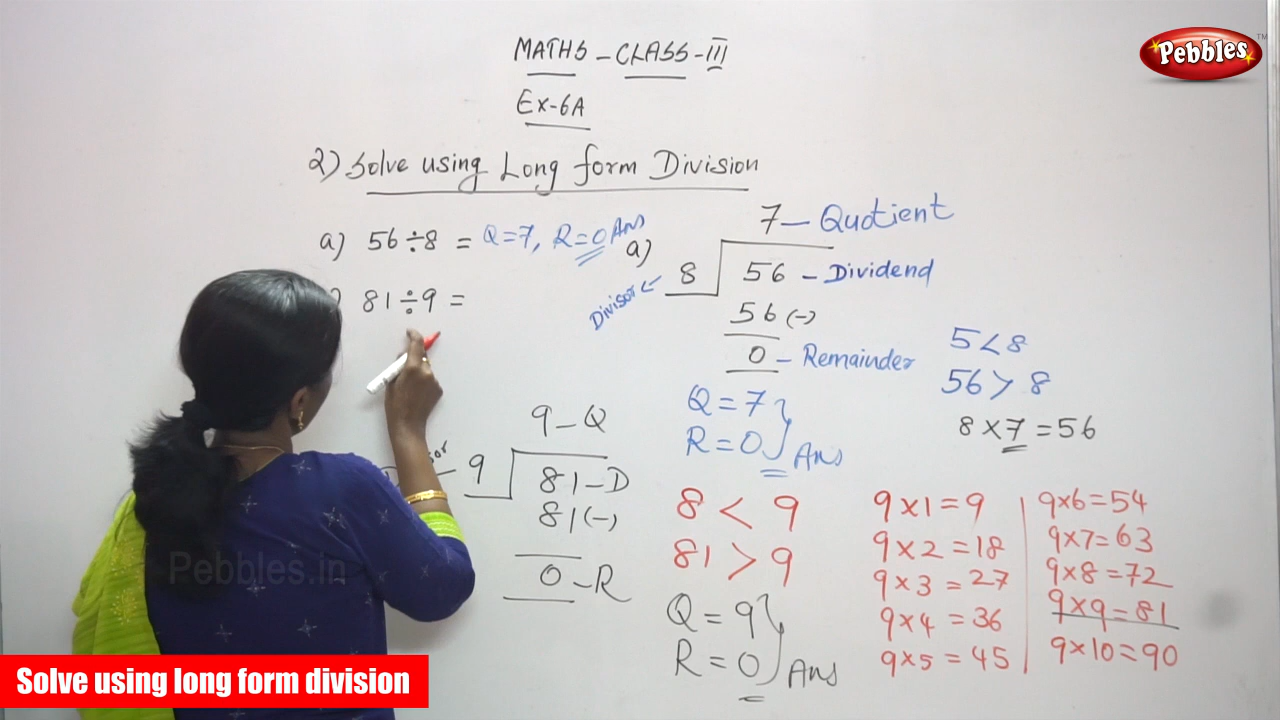 Pebbles
TM
MATHS - CLASS - III
Ex-6A
2) Solve using Long form Division
a) 56÷8 = Q=7, R=0 Ans
) 81÷9 =
a)
7 - Quotient
8 56 - Dividend
Divisor ←
56 (-)
0 - Remainder
Q = 7
R = 0 } Ans
5 < 8
56 > 8
8 × 7 = 56
9 - Q
9 81 - D
81 (-)
0 - R
8 < 9
81 > 9
Q = 9
R = 0 } Ans
9×1=9
9×2=18
9×3=27
9×4=36
9×5=45
9×6=54
9×7=63
9×8=72
9×9=81
9×10=90
Pebbles.in
Solve using long form division